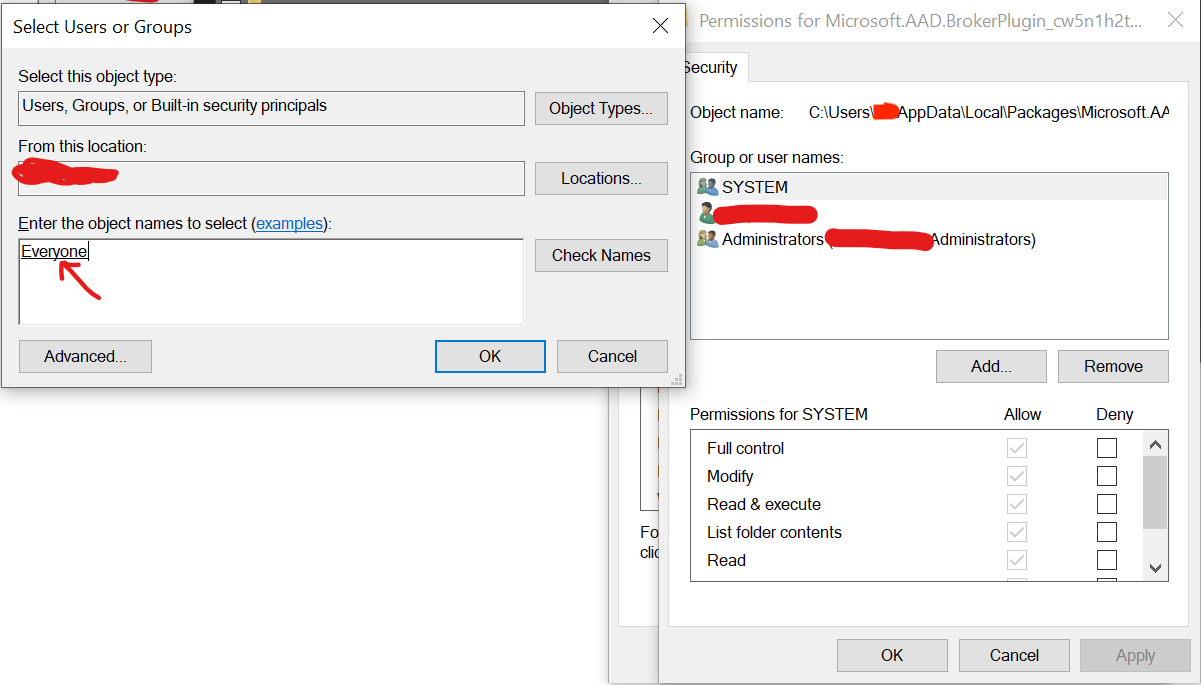 Select Users or Groups
Select this object type:
Users, Groups, or Built-in security principals
Object Types...
From this location:
Locations...
Enter the object names to select (examples):
Everyone
Check Names
Advanced...
OK
Cancel
Permissions for Microsoft.AAD.BrokerPlugin_cw5n1h2t...
Security
Object name: C:\Users\ AppData\Local\Packages\Microsoft.AA
Group or user names:
SYSTEM
Administrators ( Administrators)
Add...
Remove
Permissions for SYSTEM Allow Deny
Full control
Modify
Read & execute
List folder contents
Read
Fo
clic
OK
Cancel
Apply